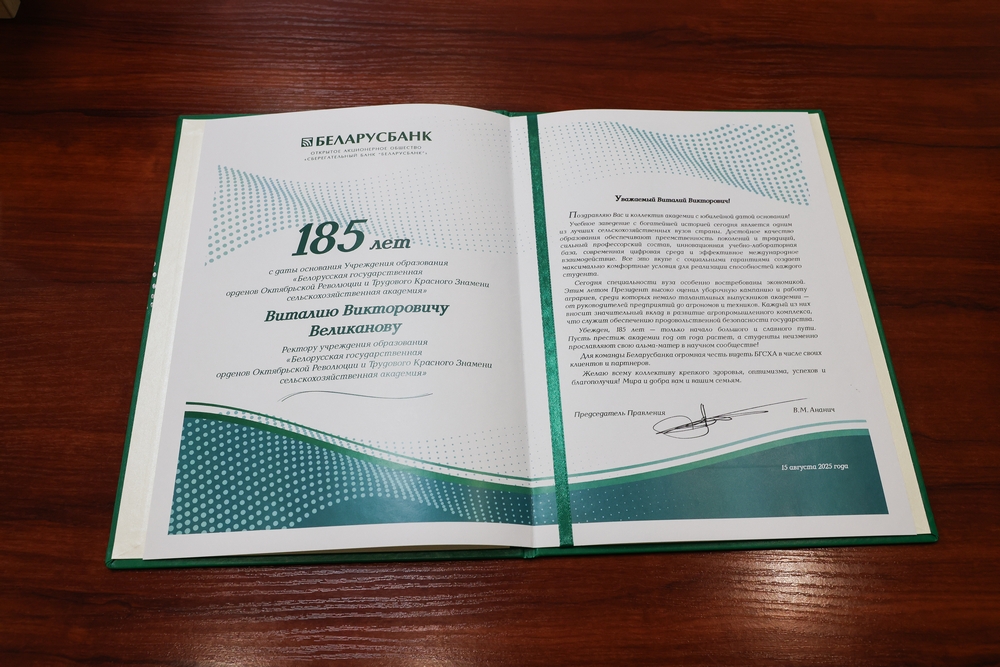 БЕЛАРУСБАНК
ОТКРЫТОЕ АКЦИОНЕРНОЕ ОБЩЕСТВО
«СБЕРЕГАТЕЛЬНЫЙ БАНК "БЕЛАРУСБАНК"»
185 лет
с даты основания Учреждения образования
«Белорусская государственная
орденов Октябрьской Революции и Трудового Красного Знамени
сельскохозяйственная академия»
Виталию Викторовичу
Великанову
Ректору учреждения образования
«Белорусская государственная
орденов Октябрьской Революции и Трудового Красного Знамени
сельскохозяйственная академия»
Уважаемый Виталий Викторович!
Поздравляю Вас и коллектив академии с юбилейной датой основания!
Учебное заведение с богатейшей историей сегодня является одним
из лучших сельскохозяйственных вузов страны. Достойное качество
образования обеспечивают преемственность поколений и традиций,
сильный профессорский состав, инновационная учебно-лабораторная
база, современная цифровая среда и эффективное международное
взаимодействие. Все это вкупе с социальными гарантиями создает
максимально комфортные условия для реализации способностей каждого
студента.
Сегодня специальности вуза особенно востребованы экономикой.
Этим летом Президент высоко оценил уборочную кампанию и работу
аграриев, среди которых немало талантливых выпускников академии —
от руководителей предприятий до агрономов и техников. Каждый из них
вносит значительный вклад в развитие агропромышленного комплекса,
что служит обеспечению продовольственной безопасности государства.
Убежден, 185 лет — только начало большого и славного пути.
Пусть престиж академии год от года растет, а студенты неизменно
прославляют свою альма-матер в научном сообществе!
Для команды Беларусбанка огромная честь видеть БГСХА в числе своих
клиентов и партнеров.
Желаю всему коллективу крепкого здоровья, оптимизма, успехов и
благополучия! Мира и добра вам и вашим семьям.
Председатель Правления
В.М. Ананич
15 августа 2025 года